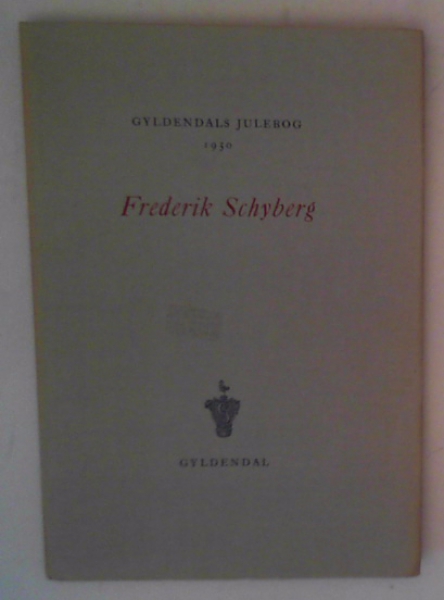 GYLDENDALS JULEBOG
1950
Frederik Schyberg
GYLDENDAL